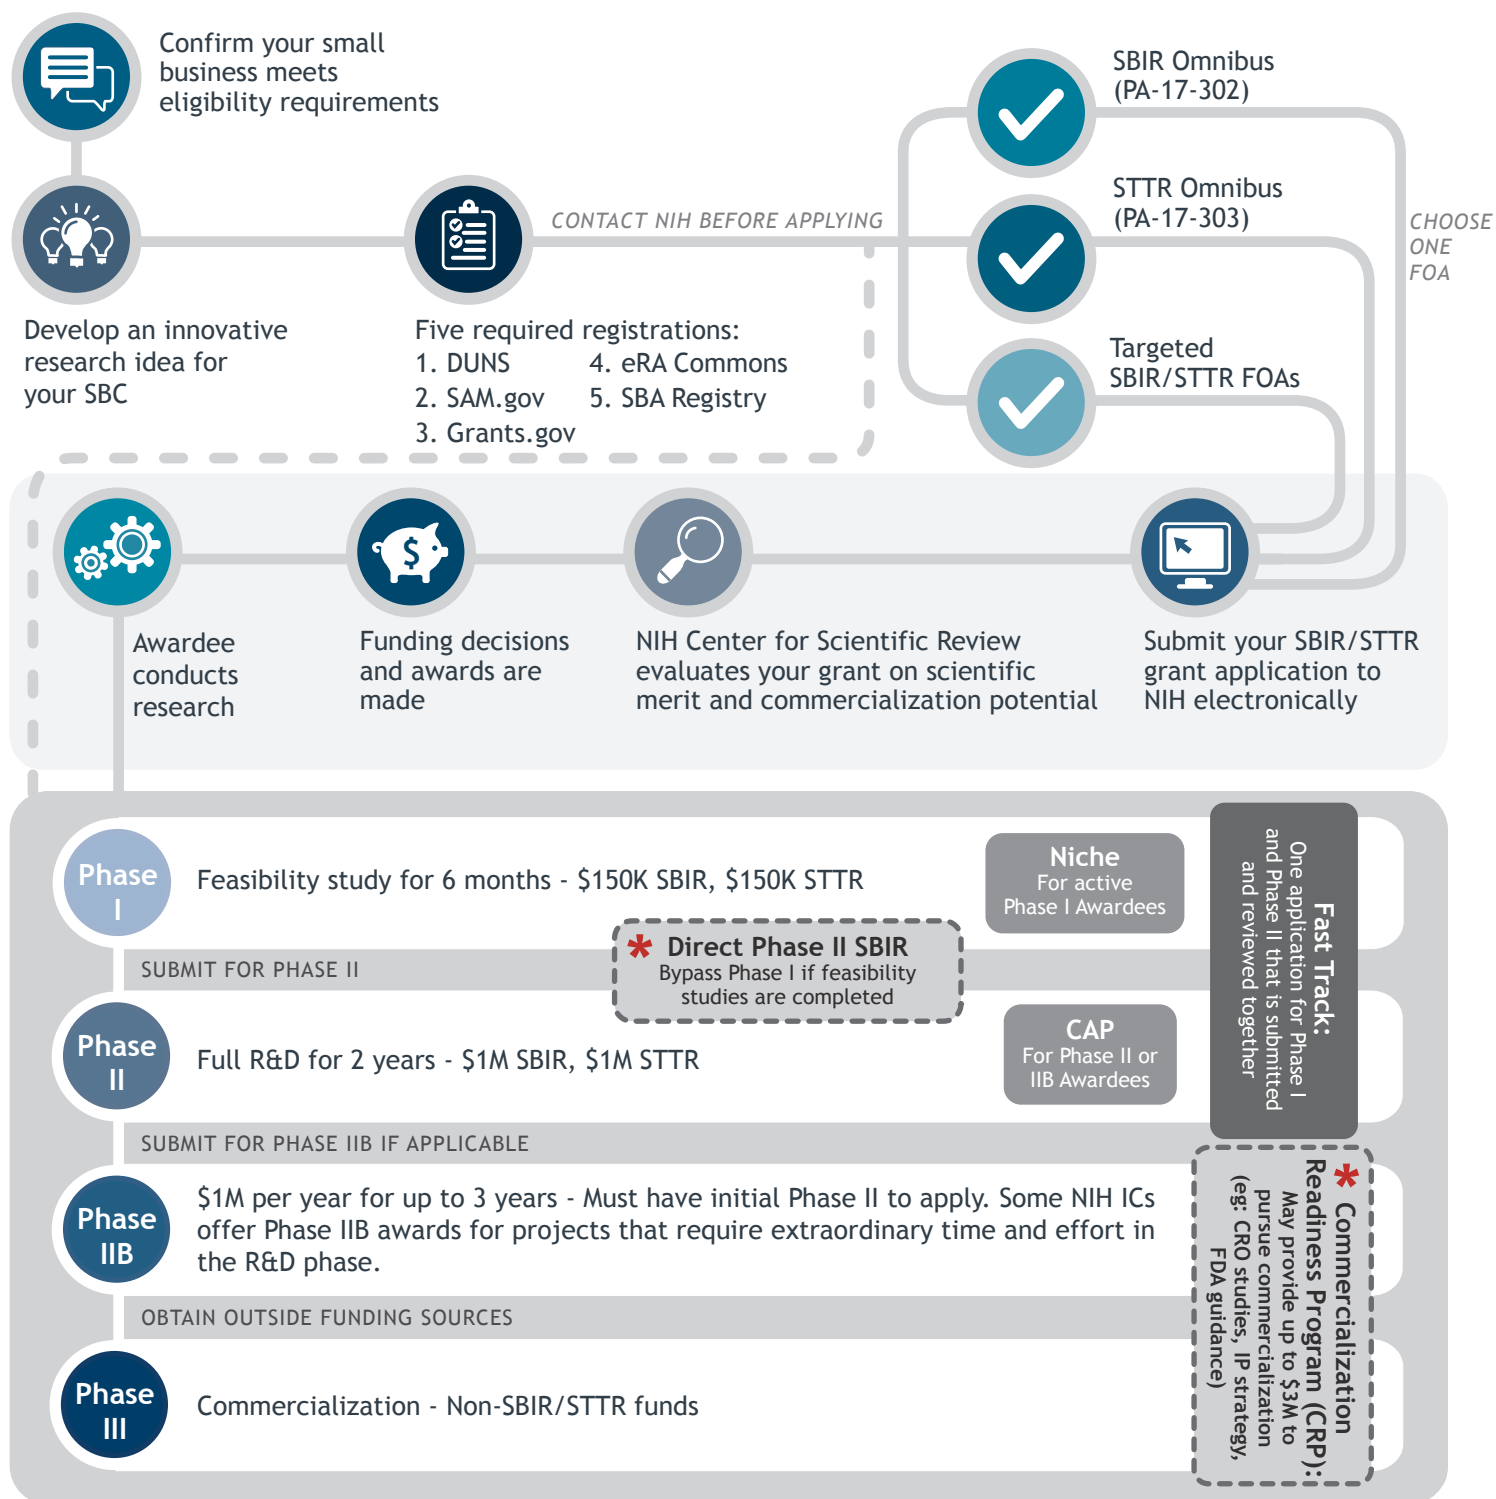 Confirm your small
business meets
eligibility requirements
SBIR Omnibus
(PA-17-302)
STTR Omnibus
(PA-17-303)
CONTACT NIH BEFORE APPLYING
CHOOSE
ONE
FOA
Develop an innovative
research idea for
your SBC
Five required registrations:
1. DUNS
2. SAM.gov
3. Grants.gov
4. eRA Commons
5. SBA Registry
Targeted
SBIR/STTR FOAs
$
Awardee
conducts
research
Funding decisions
and awards are
made
NIH Center for Scientific Review
evaluates your grant on scientific
merit and commercialization potential
Submit your SBIR/STTR
grant application to
NIH electronically
Phase
I
Feasibility study for 6 months - $150K SBIR, $150K STTR
Niche
For active
Phase I Awardees
Fast Track:
One application for Phase I
and Phase II that is submitted
and reviewed together
SUBMIT FOR PHASE II
* Direct Phase II SBIR
Bypass Phase I if feasibility
studies are completed
Phase
II
Full R&D for 2 years - $1M SBIR, $1M STTR
CAP
For Phase II or
IIB Awardees
SUBMIT FOR PHASE IIB IF APPLICABLE
Phase
IIB
$1M per year for up to 3 years - Must have initial Phase II to apply. Some NIH ICs
offer Phase IIB awards for projects that require extraordinary time and effort in
the R&D phase.
* Commercialization
Readiness Program (CRP):
May provide up to $3M to
pursue commercialization
(eg: CRO studies, IP strategy,
FDA guidance)
OBTAIN OUTSIDE FUNDING SOURCES
Phase
III
Commercialization - Non-SBIR/STTR funds